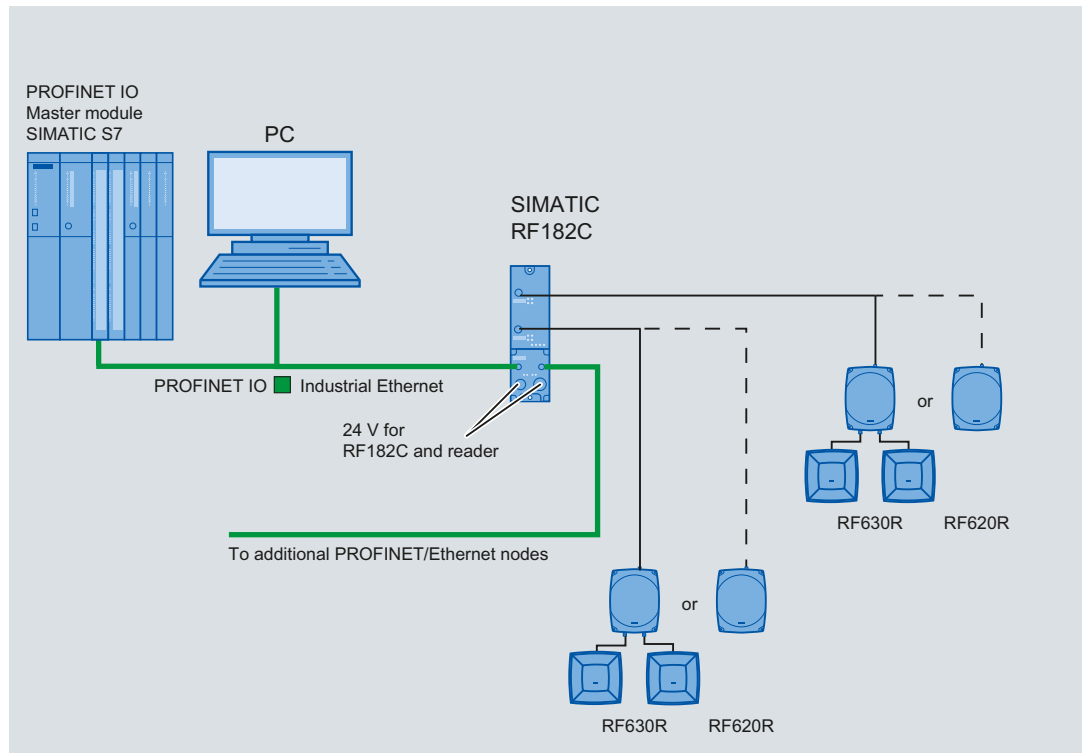 PROFINET IO
Master module
SIMATIC S7
PC
SIMATIC
RF182C
PROFINET IO Industrial Ethernet
24 V for
RF182C and reader
or
RF630R RF620R
To additional PROFINET/Ethernet nodes
or
RF630R RF620R